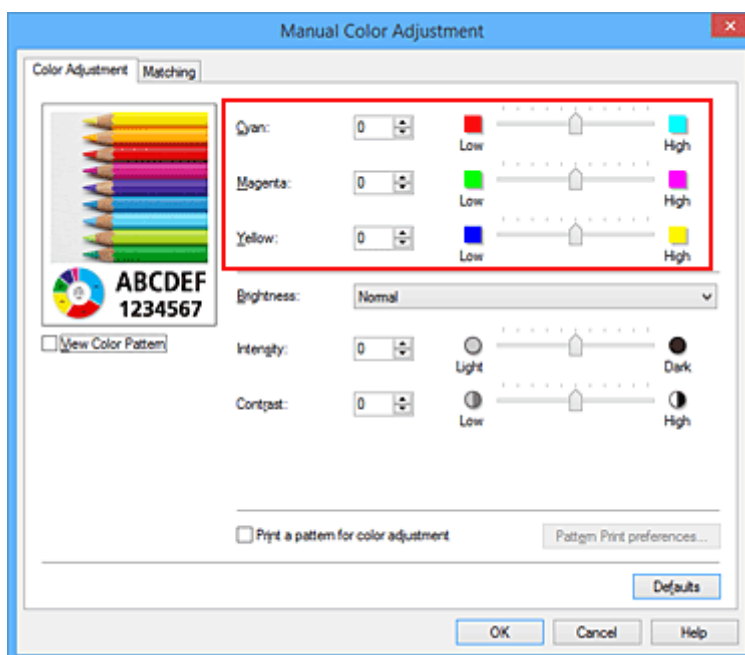 Manual Color Adjustment
Color Adjustment Matching
Cyan: 0 Low High
Magenta: 0 Low High
Yellow: 0 Low High
ABCDEF
1234567
View Color Pattern
Brightness: Normal
Intensity: 0 Light Dark
Contrast: 0 Low High
Print a pattern for color adjustment Pattern Print preferences...
Defaults
OK Cancel Help